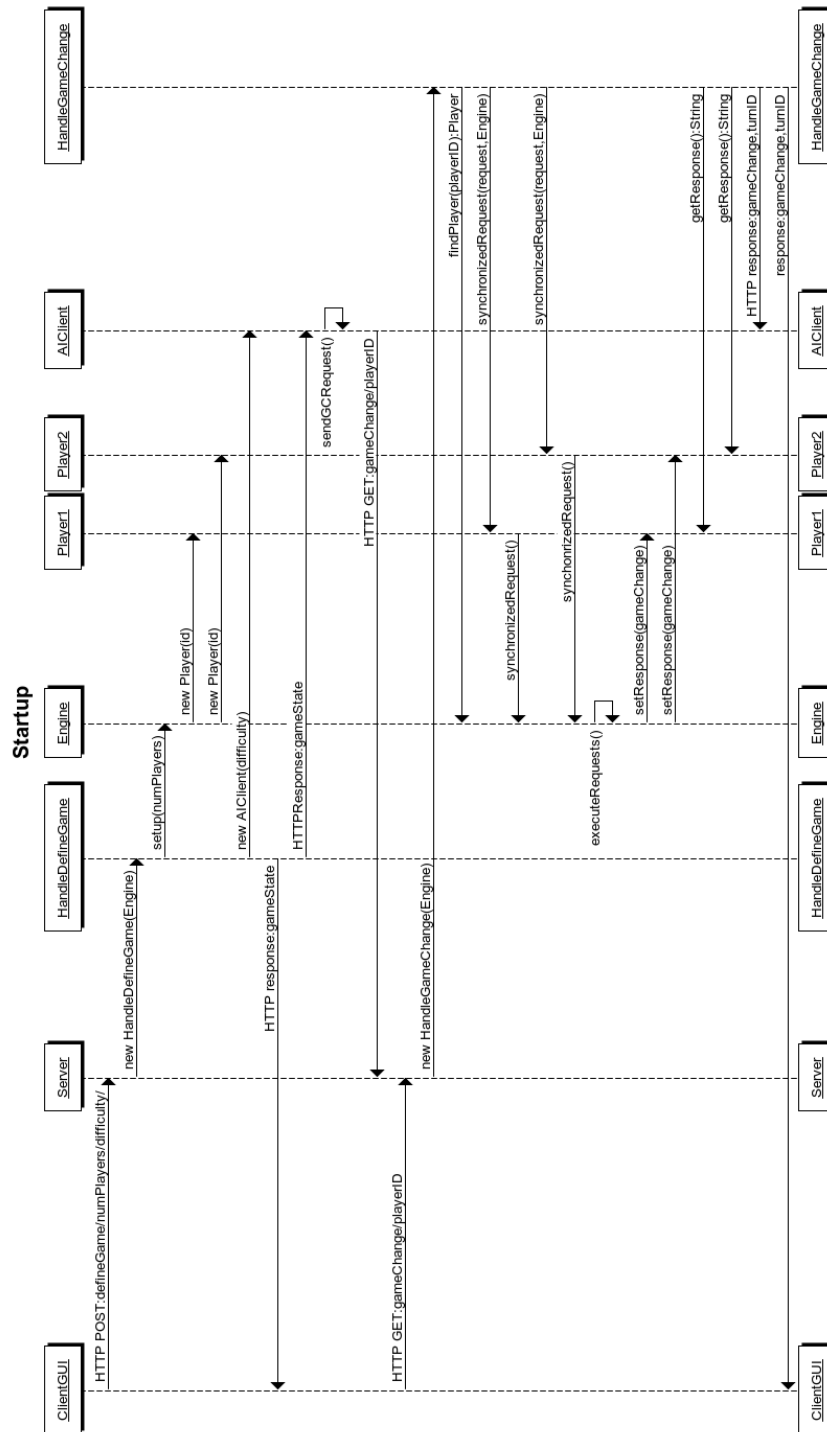 Startup
ClientGUI
Server
HandleDefineGame
Engine
Player1
Player2
AIClient
HandleGameChange
HTTP POST:defineGame/numPlayers/difficulty/
new HandleDefineGame(Engine)
setup(numPlayers)
new Player(id)
new Player(id)
new AIClient(difficulty)
HTTP response:gameState
HTTPResponse:gameState
sendGCRequest()
HTTP GET:gameChange/playerID
HTTP GET:gameChange/playerID
new HandleGameChange(Engine)
findPlayer(playerID):Player
synchronizedRequest(request,Engine)
synchronizedRequest()
synchronizedRequest(request,Engine)
synchonrizedRequest()
executeRequests()
setResponse(gameChange)
setResponse(gameChange)
getResponse():String
getResponse():String
HTTP response:gameChange,turnID
response:gameChange,turnID
ClientGUI
Server
HandleDefineGame
Engine
Player1
Player2
AIClient
HandleGameChange